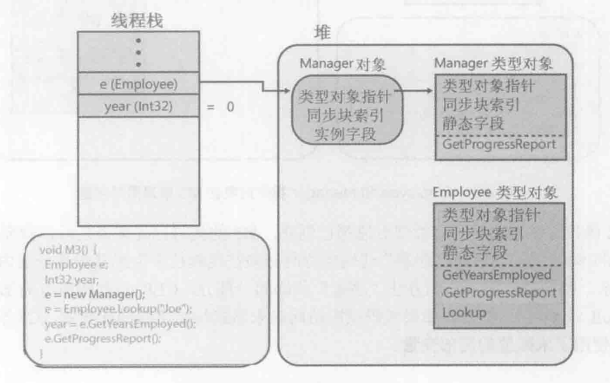 线程栈
堆
e (Employee)
year (Int32) = 0
Manager 对象
类型对象指针
同步块索引
实例字段
Manager 类型对象
类型对象指针
同步块索引
静态字段
GetProgressReport
Employee 类型对象
类型对象指针
同步块索引
静态字段
GetYearsEmployed
GetProgressReport
Lookup
void M3() {
Employee e;
Int32 year;
e = new Manager();
e = Employee.Lookup("Joe");
year = e.GetYearsEmployed();
e.GetProgressReport();
}